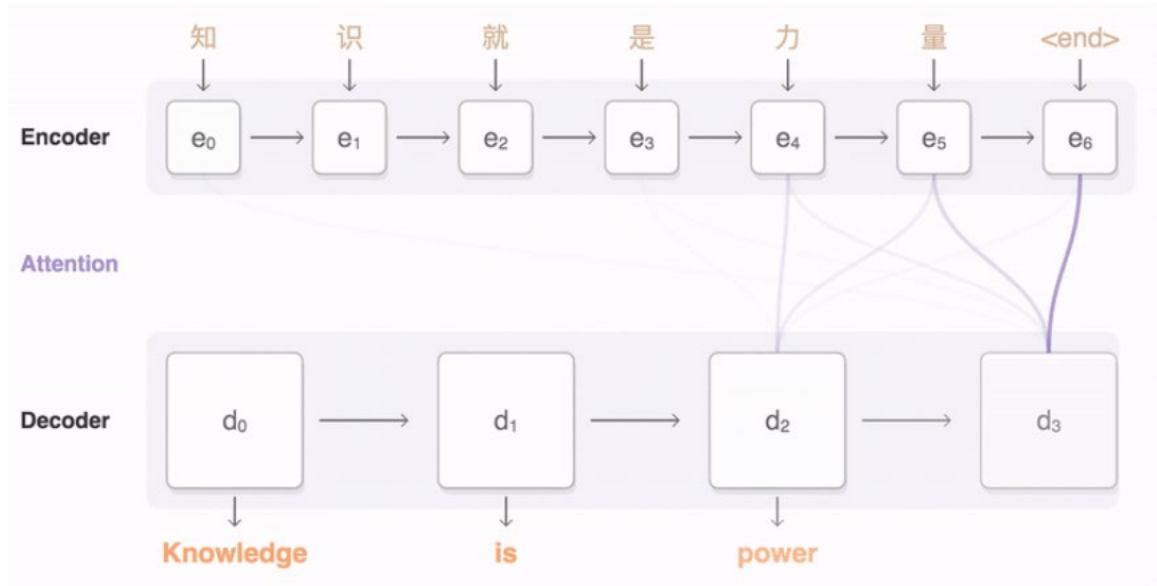 知 识 就 是 力 量 <end>
Encoder e₀ e₁ e₂ e₃ e₄ e₅ e₆
Attention
Decoder d₀ d₁ d₂ d₃
Knowledge is power